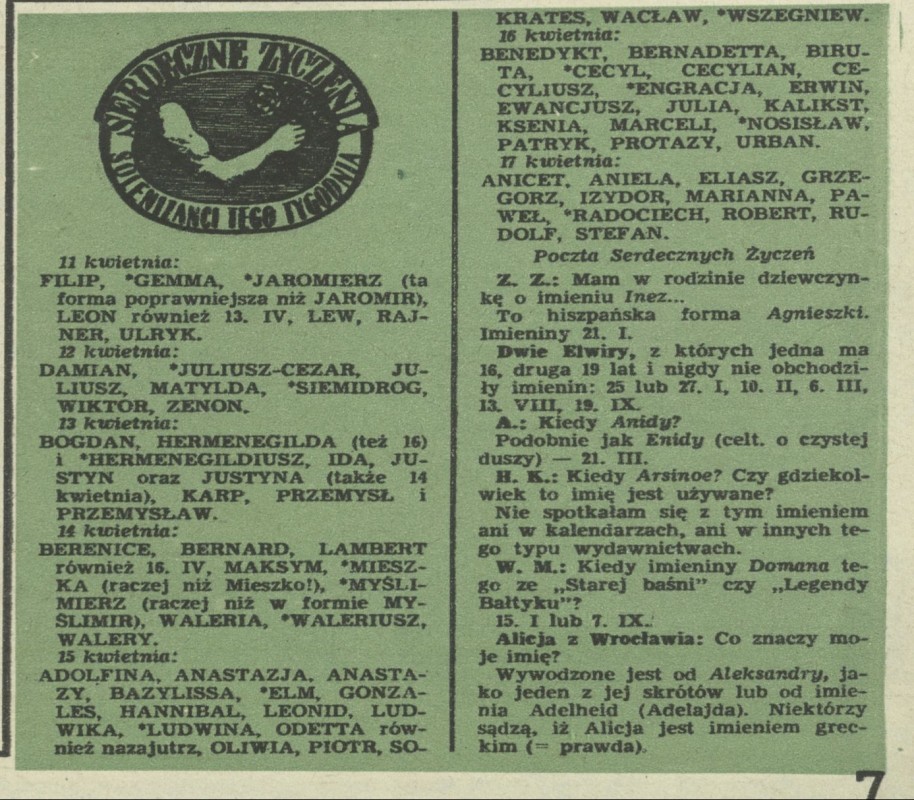 SERDECZNE ŻYCZENIA
SOLENIZANCI TEGO TYGODNIA
11 kwietnia:
FILIP, *GEMMA, *JAROMIERZ (ta
forma poprawniejsza niż JAROMIR),
LEON również 13. IV, LEW, RAJ-
NER, ULRYK.
12 kwietnia:
DAMIAN, *JULIUSZ-CEZAR, JU-
LIUSZ, MATYLDA, *SIEMIDROG,
WIKTOR, ZENON.
13 kwietnia:
BOGDAN, HERMENEGILDA (też 16)
i *HERMENEGILDIUSZ, IDA, JU-
STYN oraz JUSTYNA (także 14
kwietnia), KARP, PRZEMYSŁ i
PRZEMYSŁAW.
14 kwietnia:
BERENICE, BERNARD, LAMBERT
również 16. IV, MAKSYM, *MIESZ-
KA (raczej niż Mieszko!), *MYŚLI-
MIERZ (raczej niż w formie MY-
ŚLIMIR), WALERIA, *WALERIUSZ,
WALERY.
15 kwietnia:
ADOLFINA, ANASTAZJA, ANASTA-
ZY, BAZYLISSA, *ELM, GONZA-
LES, HANNIBAL, LEONID, LUD-
WIKA, *LUDWINA, ODETTA rów-
nież nazajutrz, OLIWIA, PIOTR, SO-
KRATES, WACŁAW, *WSZEGNIEW.
16 kwietnia:
BENEDYKT, BERNADETTA, BIRU-
TA, *CECYL, CECYLIAN, CE-
CYLIUSZ, *ENGRACJA, ERWIN,
EWANCJUSZ, JULIA, KALIKST,
KSENIA, MARCELI, *NOSISŁAW,
PATRYK, PROTAZY, URBAN.
17 kwietnia:
ANICET, ANIELA, ELIASZ, GRZE-
GORZ, IZYDOR, MARIANNA, PA-
WEŁ, *RADOCIECH, ROBERT, RU-
DOLF, STEFAN.
Poczta Serdecznych Życzeń
Z. Z.: Mam w rodzinie dziewczyn-
kę o imieniu Inez...
To hiszpańska forma Agnieszki.
Imieniny 21. I.
Dwie Elwiry, z których jedna ma
16, druga 19 lat i nigdy nie obchodzi-
ły imienin: 25 lub 27. I, 10. II, 6. III,
13. VIII, 19. IX.
A.: Kiedy Anidy?
Podobnie jak Enidy (celt. o czystej
duszy) — 21. III.
H. K.: Kiedy Arsinoe? Czy gdziekol-
wiek to imię jest używane?
Nie spotkałam się z tym imieniem
ani w kalendarzach, ani w innych te-
go typu wydawnictwach.
W. M.: Kiedy imieniny Domana te-
go ze „Starej baśni” czy „Legendy
Bałtyku”?
15. I lub 7. IX.
Alicja z Wrocławia: Co znaczy mo-
je imię?
Wywodzone jest od Aleksandry, ja-
ko jeden z jej skrótów lub od imie-
nia Adelheid (Adelajda). Niektórzy
sądzą, iż Alicja jest imieniem grec-
kim (= prawda).
7